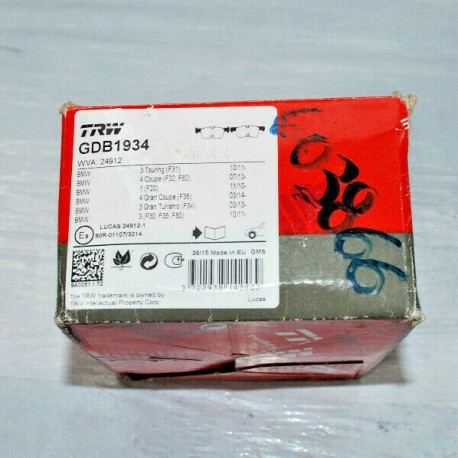 TRW
GDB1934
WVA: 24912
BMW 3 Touring (F31) 10/11-
BMW 4 Coupe (F32, F82) 07/13-
BMW 1 (F20) 11/10-
BMW 4 Gran Coupe (F36) 03/14-
BMW 3 Gran Turismo (F34) 03/13-
BMW 3 (F30, F35, F80) 10/11-
LUCAS 24912-1
90R-01107/3214
26/15 Made in EU GMS
the TRW trademark is owned by
TRW Intellectual Property Corp.
Lucas
TRW